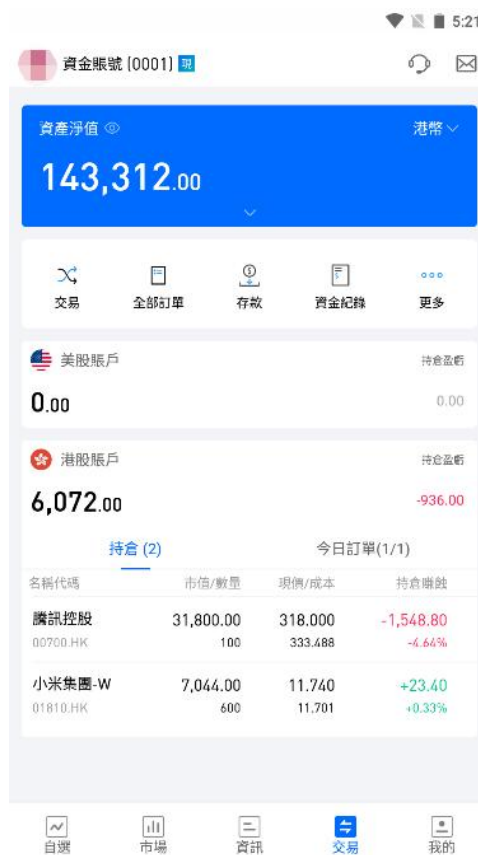 5:21
資金賬號 (0001) 現
資產淨值 港幣
143,312.00
交易 全部訂單 存款 資金紀錄 更多
美股賬戶 持倉盈虧
0.00 0.00
港股賬戶 持倉盈虧
6,072.00 -936.00
持倉 (2) 今日訂單(1/1)
名稱代碼 市值/數量 現價/成本 持倉賺蝕
騰訊控股 31,800.00 318.000 -1,548.80
00700.HK 100 333.488 -4.64%
小米集團-W 7,044.00 11.740 +23.40
01810.HK 600 11.701 +0.33%
自選 市場 資訊 交易 我的